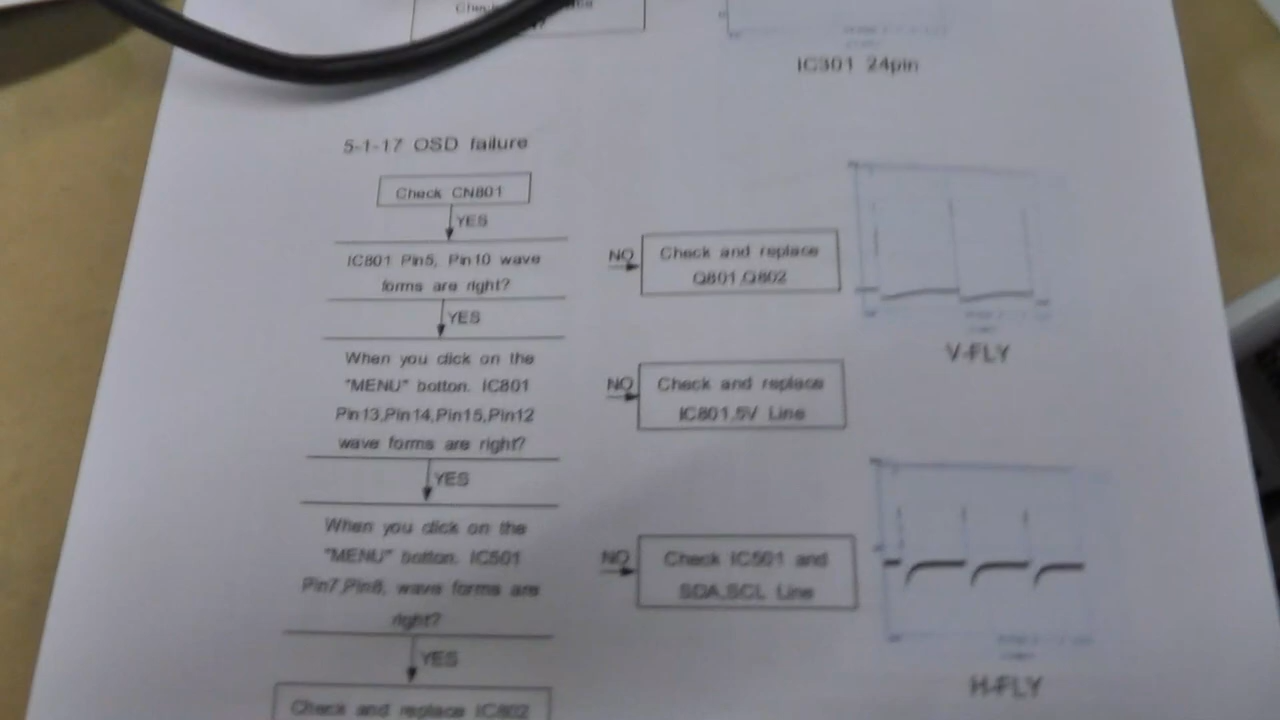 IC301 24pin
5-1-17 OSD failure
Check CN801
YES
IC801 Pin5, Pin10 wave
forms are right?
NO
Check and replace
Q801,Q802
V-FLY
YES
When you click on the
"MENU" botton. IC801
Pin13,Pin14,Pin15,Pin12
wave forms are right?
NO
Check and replace
IC801,5V Line
YES
When you click on the
"MENU" botton. IC501
Pin7,Pin8, wave forms are
right?
NO
Check IC501 and
SDA,SCL Line
H-FLY
YES
Check and replace IC802